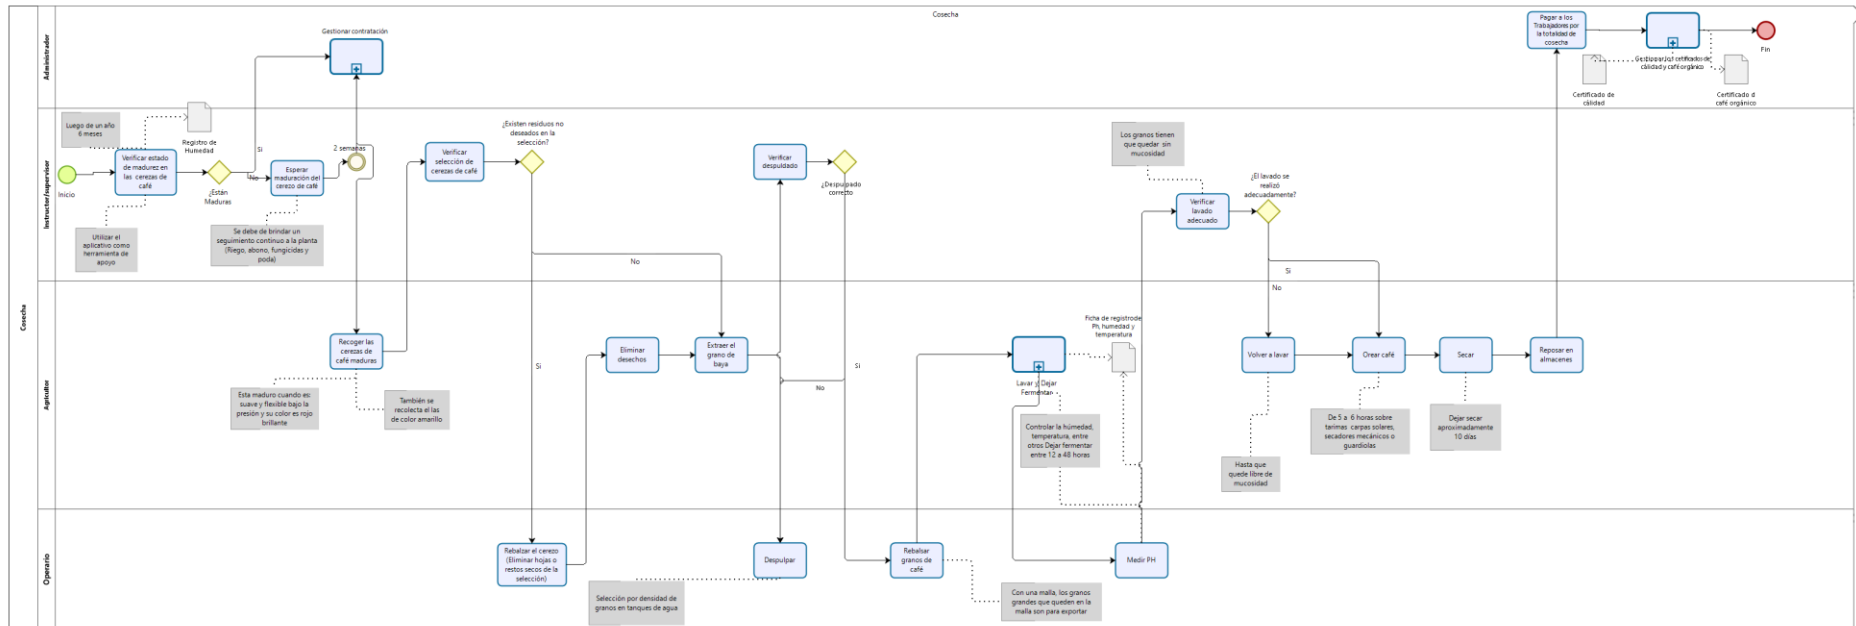 Cosecha
Cosecha
Administrador
Gestionar contratación
Pagar a los
Trabajadores por
la totalidad de
cosecha
Fin
Certificado de
cálidad
Certificado d
café orgánico
Instructor/supervisor
Luego de un año
6 meses
Registro de
Humedad
Inicio
Verificar estado
de madurez en
las cerezas de
café
¿Están
Maduras
Si
No
Utilizar el
aplicativo como
herramienta de
apoyo
Esperar
maduración del
cerezo de café
2 semanas
Se debe de brindar un
seguimiento continuo a la planta
(Riego, abono, fungicidas y
poda)
Verificar
selección de
cerezas de café
¿Existen residuos no
deseados en la
selección?
No
Si
Verificar
despulpado
¿Despulpado
correcto
No
Si
Los granos tienen
que quedar sin
mucosidad
Verificar
lavado
adecuado
¿El lavado se
realizó
adecuadamente?
Si
No
Agricultor
Recoger las
cerezas de
café maduras
Esta maduro cuando es:
suave y flexible bajo la
presión y su color es rojo
brillante
También se
recolecta el las
de color amarillo
Eliminar
desechos
Extraer el
grano de
baya
Lavar y Dejar
Fermentar
Ficha de registrode
Ph, humedad y
temperatura
Controlar la húmedad,
temperatura, entre
otros Dejar fermentar
entre 12 a 48 horas
Volver a lavar
Hasta que
quede libre de
mucosidad
Orear café
De 5 a 6 horas sobre
tarimas carpas solares,
secadores mecánicos o
guardiolas
Secar
Dejar secar
aproximadamente
10 días
Reposar en
almacenes
Operario
Rebalzar el cerezo
(Eliminar hojas o
restos secos de la
selección)
Selección por densidad de
granos en tanques de agua
Despulpar
Rebalsar
granos de
café
Con una malla, los granos
grandes que queden en la
malla son para exportar
Medir PH